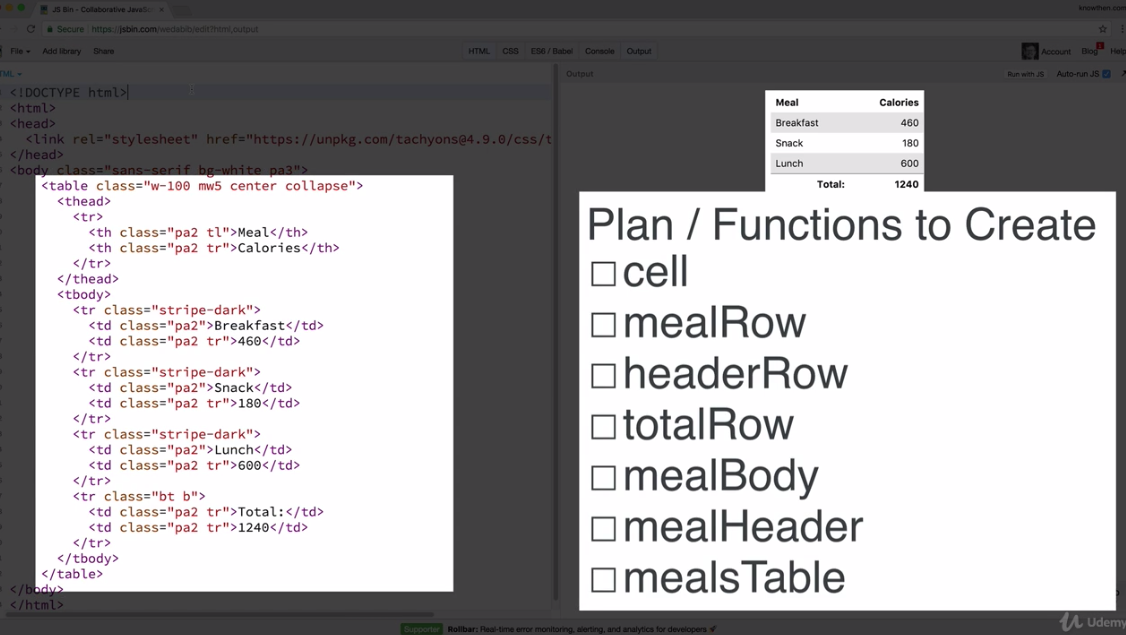 JS Bin - Collaborative JavaScr
knowthen.com
Secure https://jsbin.com/wedabib/edit?html,output
File Add library Share HTML CSS ES6 / Babel Console Output Account Blog Help
Output Run with JS Auto-run JS
<!DOCTYPE html>
<html>
<head>
<link rel="stylesheet" href="https://unpkg.com/tachyons@4.9.0/css/t
</head>
<body class="sans-serif bg-white pa3">
<table class="w-100 mw5 center collapse">
<thead>
<tr>
<th class="pa2 tl">Meal</th>
<th class="pa2 tr">Calories</th>
</tr>
</thead>
<tbody>
<tr class="stripe-dark">
<td class="pa2">Breakfast</td>
<td class="pa2 tr">460</td>
</tr>
<tr class="stripe-dark">
<td class="pa2">Snack</td>
<td class="pa2 tr">180</td>
</tr>
<tr class="stripe-dark">
<td class="pa2">Lunch</td>
<td class="pa2 tr">600</td>
</tr>
<tr class="bt b">
<td class="pa2 tr">Total:</td>
<td class="pa2 tr">1240</td>
</tr>
</tbody>
</table>
</body>
</html>
Meal Calories
Breakfast 460
Snack 180
Lunch 600
Total: 1240
Plan / Functions to Create
cell
mealRow
headerRow
totalRow
mealBody
mealHeader
mealsTable
Supporter Rollbar: Real-time error monitoring, alerting, and analytics for developers 🚀
Udemy